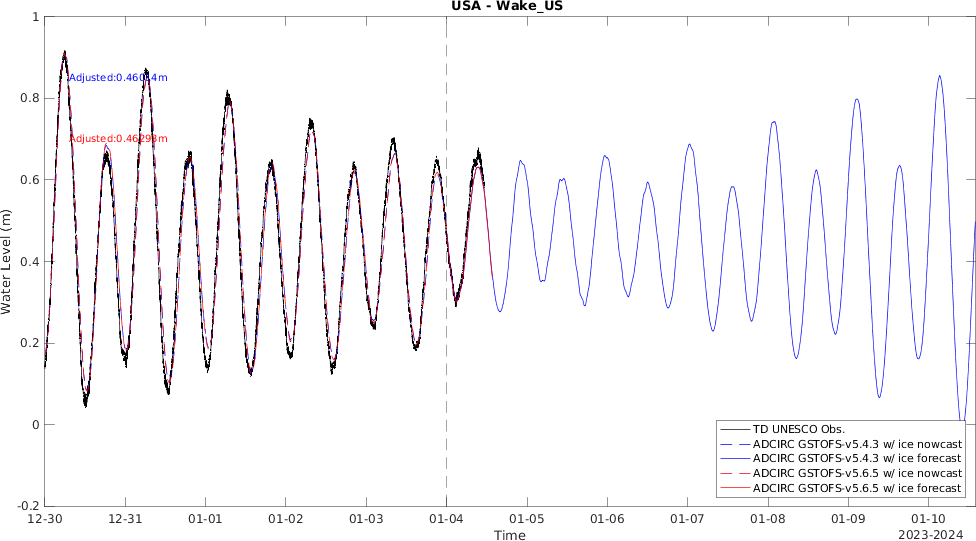 USA - Wake_US
1
0.8
0.6
0.4
0.2
0
-0.2
Water Level (m)
Adjusted:0.46014m
Adjusted:0.46293m
TD UNESCO Obs.
ADCIRC GSTOFS-v5.4.3 w/ ice nowcast
ADCIRC GSTOFS-v5.4.3 w/ ice forecast
ADCIRC GSTOFS-v5.6.5 w/ ice nowcast
ADCIRC GSTOFS-v5.6.5 w/ ice forecast
12-30 12-31 01-01 01-02 01-03 01-04 01-05 01-06 01-07 01-08 01-09 01-10
Time
2023-2024